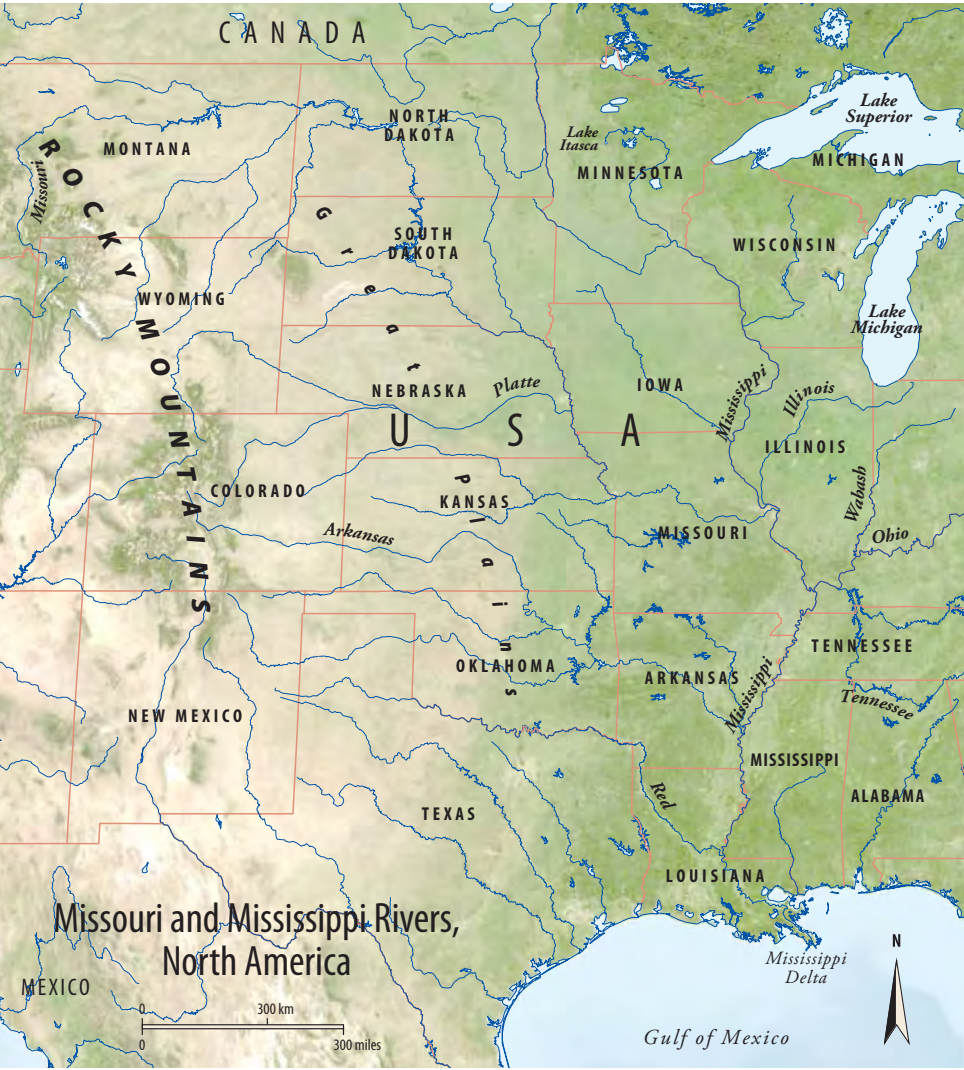 CANADA
Lake
Superior
NORTH
DAKOTA
Lake
Itasca
MONTANA
MICHIGAN
MINNESOTA
Missouri
ROCKY MOUNTAINS
Great Plains
SOUTH
DAKOTA
WISCONSIN
WYOMING
Lake
Michigan
NEBRASKA
Platte
IOWA
Mississippi
Illinois
USA
ILLINOIS
COLORADO
KANSAS
Wabash
Arkansas
MISSOURI
Ohio
TENNESSEE
OKLAHOMA
ARKANSAS
Mississippi
Tennessee
NEW MEXICO
Red
MISSISSIPPI
TEXAS
Red
ALABAMA
LOUISIANA
Missouri and Mississippi Rivers,
North America
Mississippi
Delta
N
MEXICO
0
300 km
0
300 miles
Gulf of Mexico